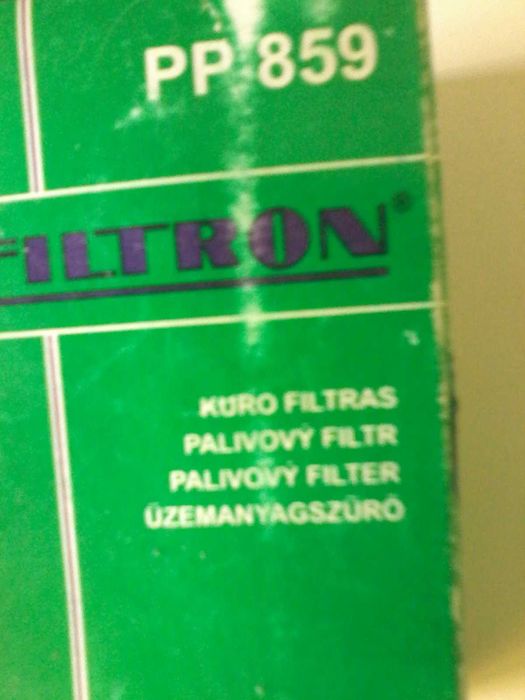 PP 859
FILTRON®
KURO FILTRAS
PALIVOVÝ FILTR
PALIVOVÝ FILTER
ÜZEMANYAGSZŰRŐ